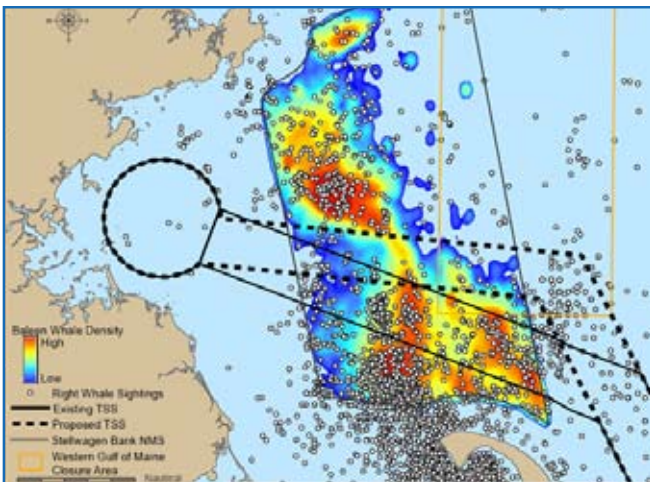 Baleen Whale Density
High
Low
Right Whale Sightings
Existing TSS
Proposed TSS
Stellwagen Bank NMS
Western Gulf of Maine
Closure Area
Nautical